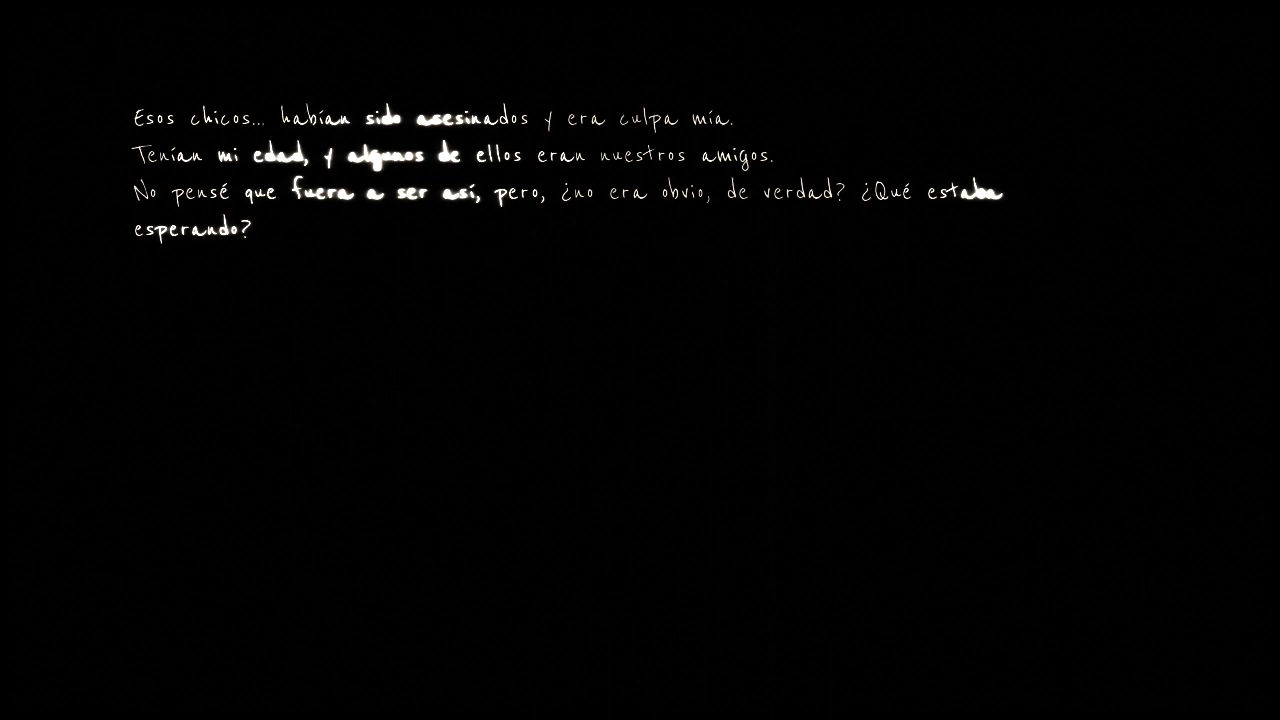 Esos chicos... habían sido asesinados y era culpa mía.
Tenían mi edad, y algunos de ellos eran nuestros amigos.
No pensé que fuera a ser así, pero, ¿no era obvio, de verdad? ¿Qué estaba
esperando?